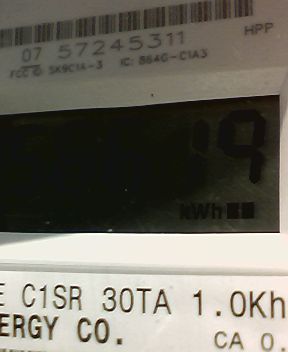 07 57245311 HPP
FCC ID SK9C1A-3 IC: 864G-C1A3
19
kWh
E C1SR 30TA 1.0Kh
ERGY CO. CA 0.